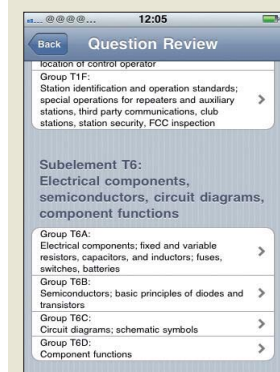 12:05
Back
Question Review
location of control operator
Group T1F:
Station identification and operation standards;
special operations for repeaters and auxiliary
stations, third party communications, club
stations, station security, FCC inspection
Subelement T6:
Electrical components,
semiconductors, circuit diagrams,
component functions
Group T6A:
Electrical components; fixed and variable
resistors, capacitors, and inductors; fuses,
switches, batteries
Group T6B:
Semiconductors; basic principles of diodes and
transistors
Group T6C:
Circuit diagrams; schematic symbols
Group T6D:
Component functions